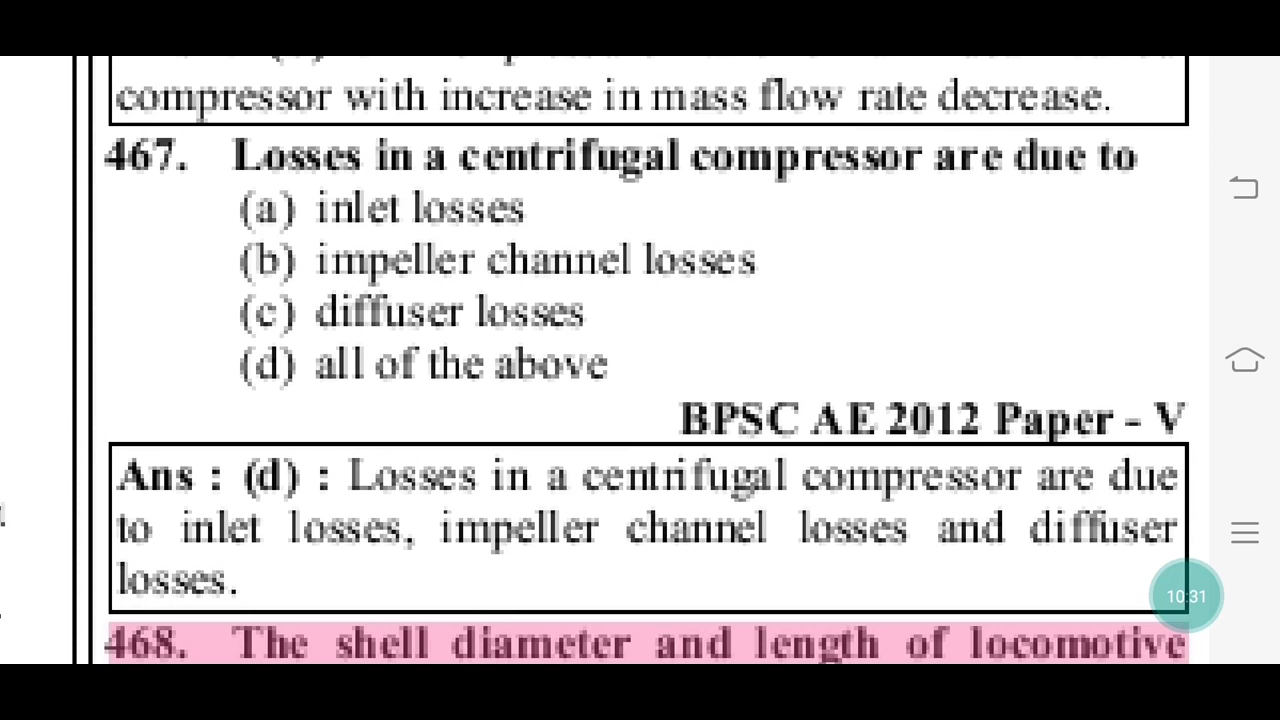 compressor with increase in mass flow rate decrease.
467. Losses in a centrifugal compressor are due to
(a) inlet losses
(b) impeller channel losses
(c) diffuser losses
(d) all of the above
BPSC AE 2012 Paper - V
Ans : (d) : Losses in a centrifugal compressor are due
to inlet losses, impeller channel losses and diffuser
losses.
10:31
468. The shell diameter and length of locomotive